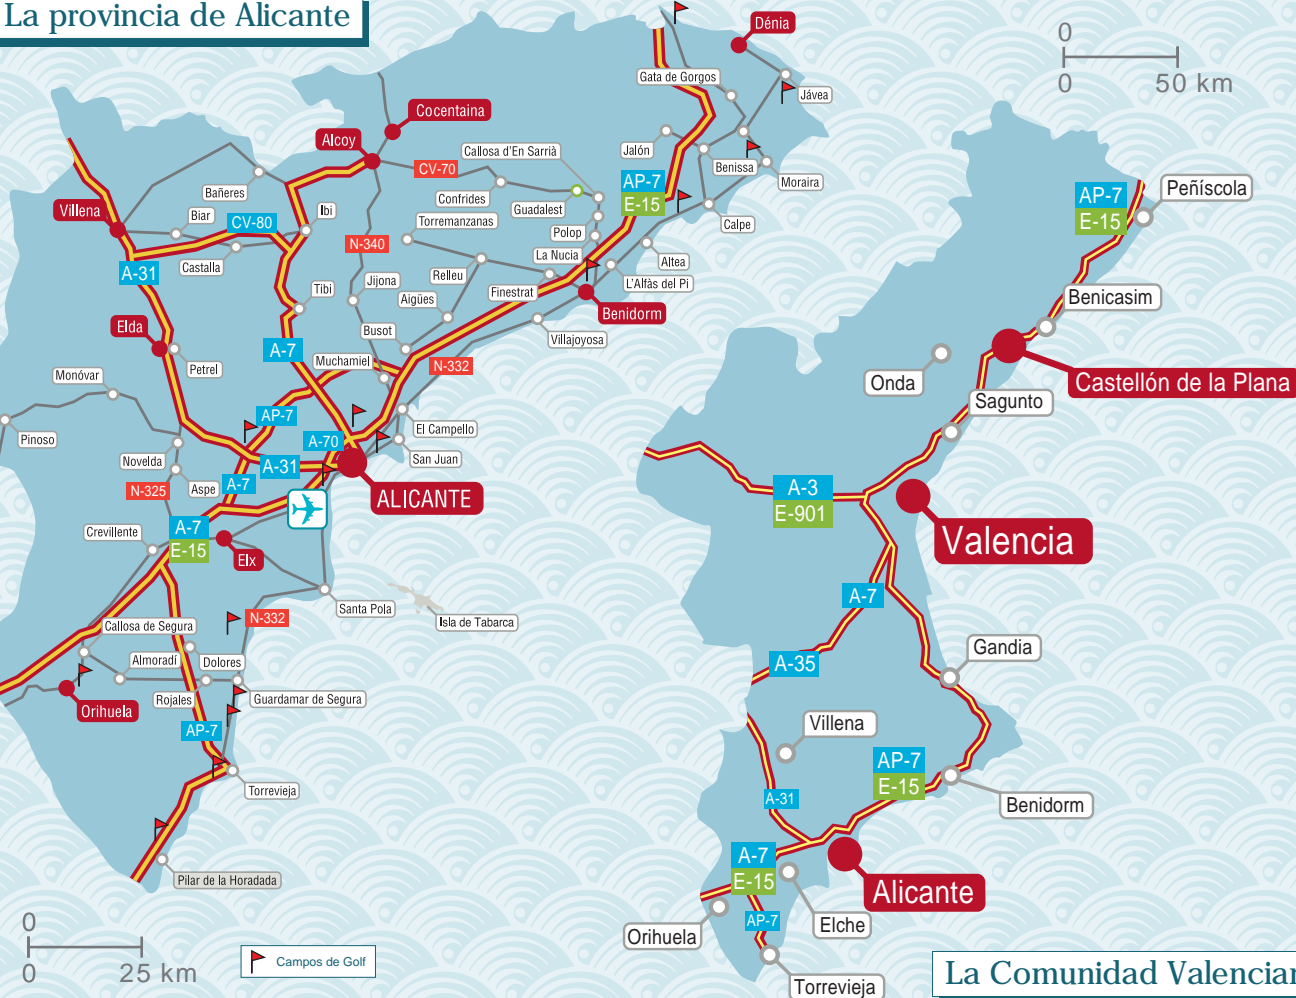 La provincia de Alicante
Dénia
Gata de Gorgos
Jávea
Cocentaina
Alcoy
Callosa d'En Sarrià
Jalón
CV-70
Benissa
Moraira
Bañeres
Confrides
AP-7
E-15
Villena
Biar
CV-80
Ibi
Guadalest
Torremanzanas
Calpe
Polop
N-340
Castalla
La Nucia
Altea
A-31
Jijona
Relleu
L'Alfàs del Pi
Tibi
Aigües
Finestrat
Benidorm
Elda
Busot
Villajoyosa
A-7
Petrel
Muchamiel
N-332
Monóvar
AP-7
El Campello
Pinoso
A-70
San Juan
Novelda
A-31
N-325
Aspe
A-7
ALICANTE
Crevillente
A-7
E-15
Elx
Santa Pola
Isla de Tabarca
N-332
Callosa de Segura
Almoradí
Dolores
Rojales
Guardamar de Segura
Orihuela
AP-7
Torrevieja
Pilar de la Horadada
0
0
25 km
Campos de Golf
0
0
50 km
AP-7
E-15
Peñíscola
Benicasim
Onda
Castellón de la Plana
Sagunto
A-3
E-901
Valencia
A-7
Gandia
A-35
Villena
AP-7
E-15
A-31
Benidorm
A-7
E-15
Alicante
AP-7
Elche
Orihuela
Torrevieja
La Comunidad Valencian